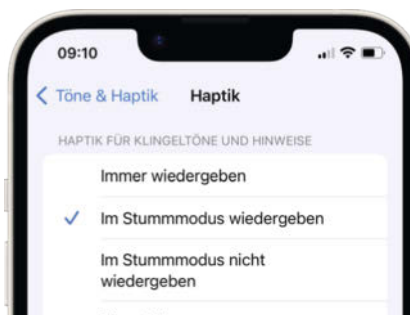 09:10
Töne & Haptik Haptik
HAPTIK FÜR KLINGELTÖNE UND HINWEISE
Immer wiedergeben
Im Stummmodus wiedergeben
Im Stummmodus nicht
wiedergeben